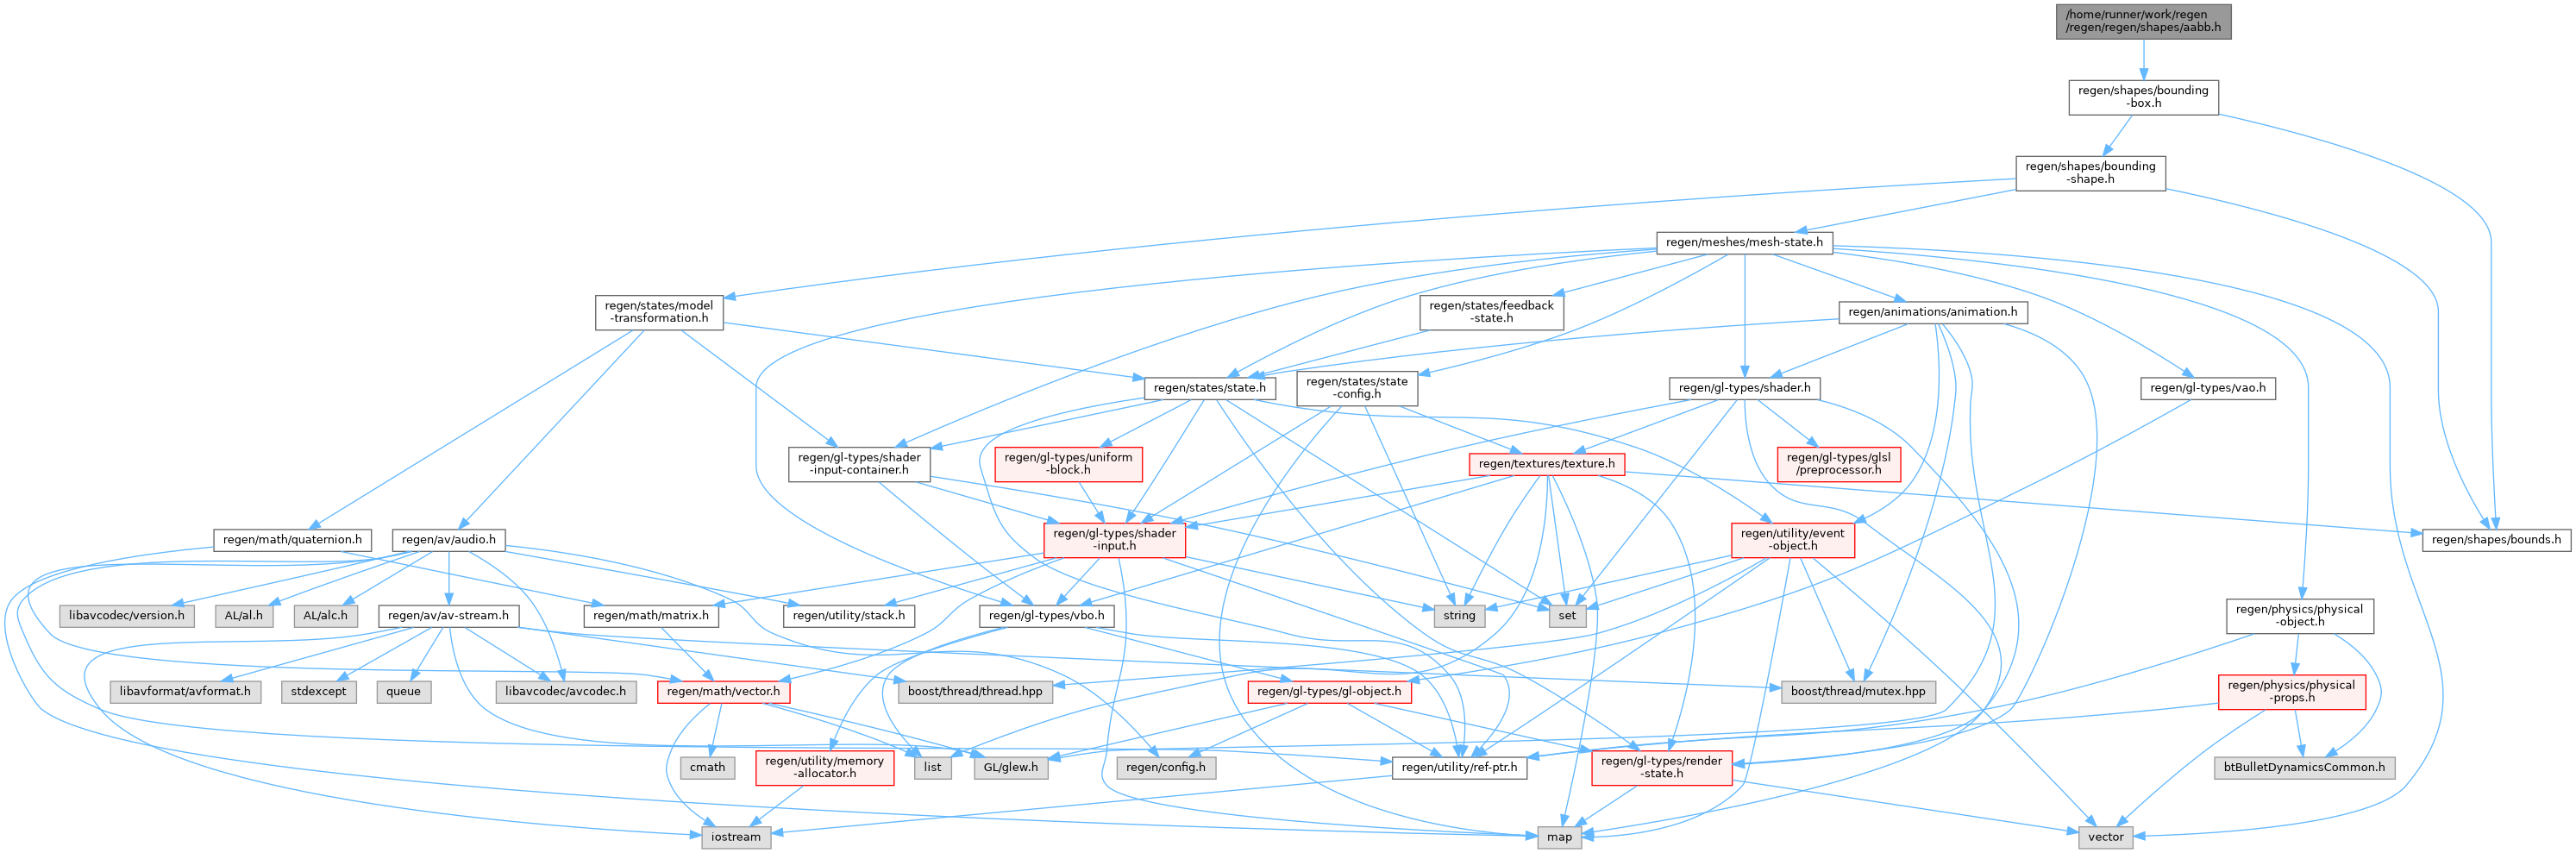 /home/runner/work/regen
/regen/regen/shapes/aabb.h
regen/shapes/bounding
-box.h
regen/shapes/bounding
-shape.h
regen/meshes/mesh-state.h
regen/states/model
-transformation.h
regen/states/feedback
-state.h
regen/animations/animation.h
regen/states/state.h
regen/states/state
-config.h
regen/gl-types/shader.h
regen/gl-types/vao.h
regen/gl-types/shader
-input-container.h
regen/gl-types/uniform
-block.h
regen/textures/texture.h
regen/gl-types/glsl
/preprocessor.h
regen/math/quaternion.h
regen/av/audio.h
regen/gl-types/shader
-input.h
regen/utility/event
-object.h
regen/shapes/bounds.h
libavcodec/version.h
AL/al.h
AL/alc.h
regen/av/av-stream.h
regen/math/matrix.h
regen/utility/stack.h
regen/gl-types/vbo.h
string
set
regen/physics/physical
-object.h
libavformat/avformat.h
stdexcept
queue
libavcodec/avcodec.h
regen/math/vector.h
boost/thread/thread.hpp
regen/gl-types/gl-object.h
boost/thread/mutex.hpp
regen/physics/physical
-props.h
cmath
regen/utility/memory
-allocator.h
list
GL/glew.h
regen/config.h
regen/utility/ref-ptr.h
regen/gl-types/render
-state.h
btBulletDynamicsCommon.h
iostream
map
vector